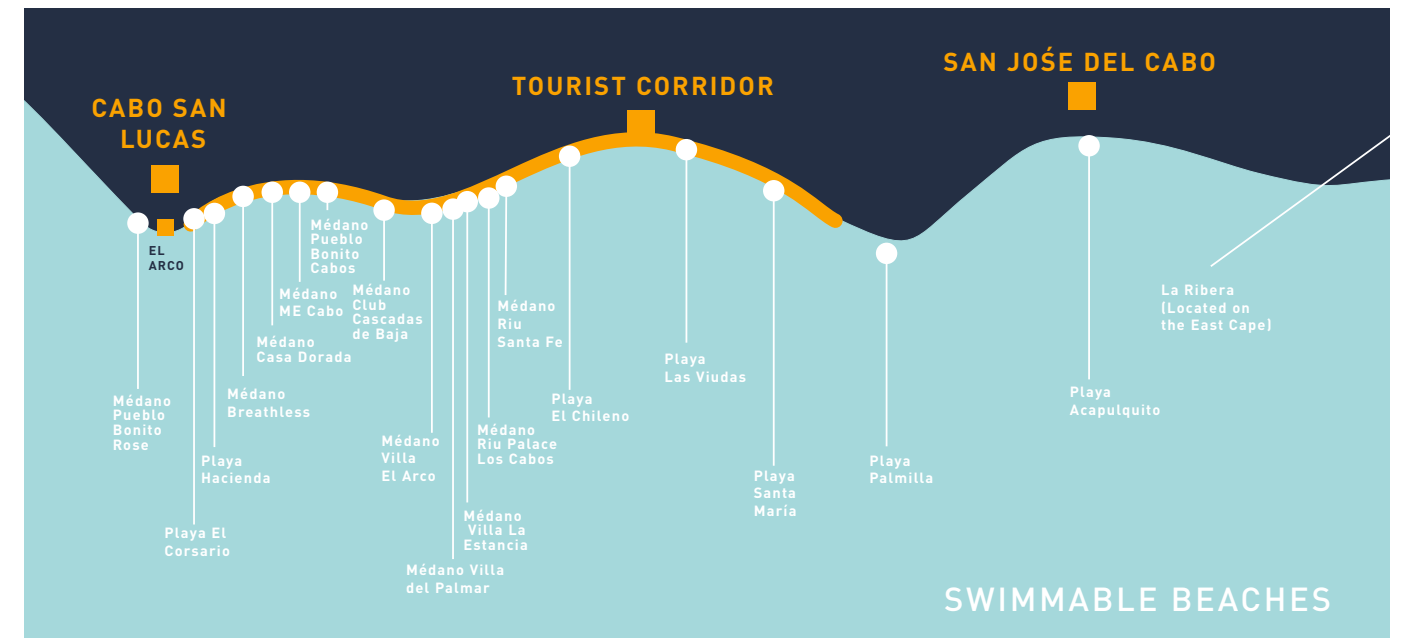 SAN JOŚE DEL CABO
TOURIST CORRIDOR
CABO SAN
LUCAS
EL
ARCO
Médano
Pueblo
Bonito
Cabos
Médano
ME Cabo
Médano
Club
Cascadas
de Baja
Médano
Riu
Santa Fe
La Ribera
(Located on
the East Cape)
Médano
Casa Dorada
Playa
Las Viudas
Médano
Breathless
Playa
Acapulquito
Médano
Pueblo
Bonito
Rose
Playa
El Chileno
Médano
Villa
El Arco
Médano
Riu Palace
Los Cabos
Playa
Hacienda
Playa
Palmilla
Playa
Santa
María
Médano
Villa La
Estancia
Playa El
Corsario
Médano Villa
del Palmar
SWIMMABLE BEACHES